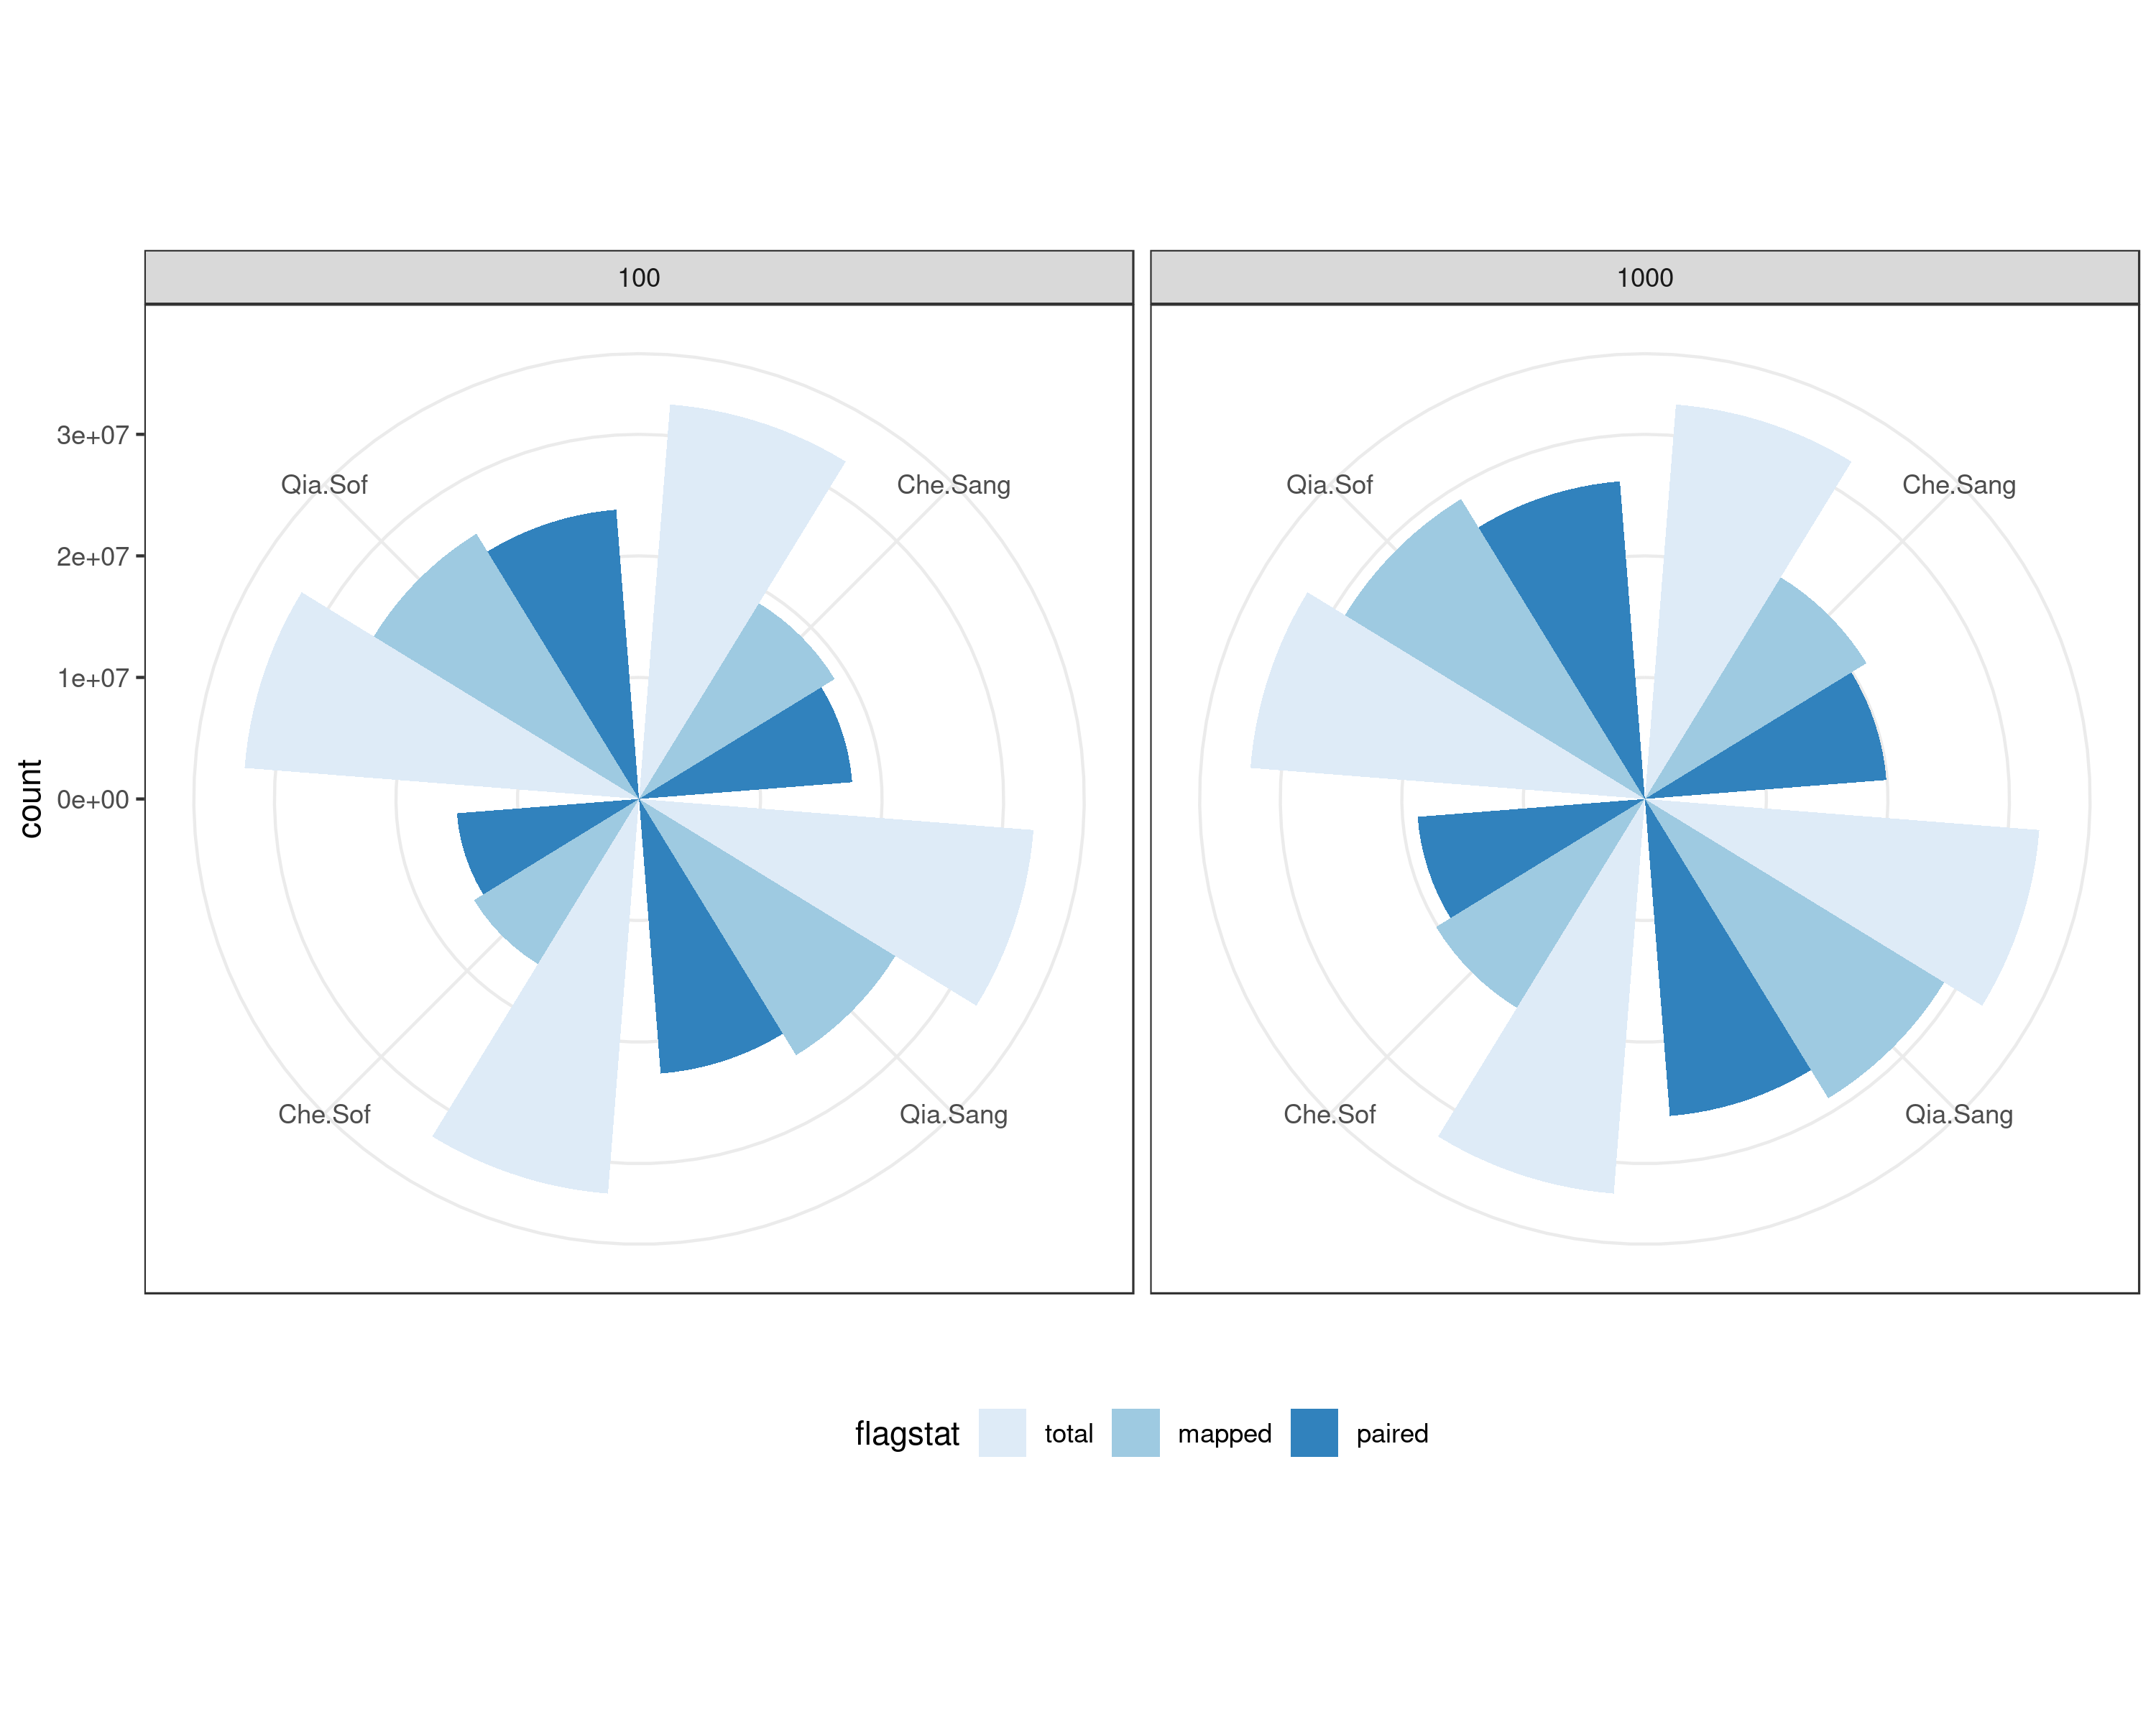 100
1000
count
3e+07
2e+07
1e+07
0e+00
Qia.Sof
Che.Sang
Che.Sof
Qia.Sang
Qia.Sof
Che.Sang
Che.Sof
Qia.Sang
flagstat total mapped paired